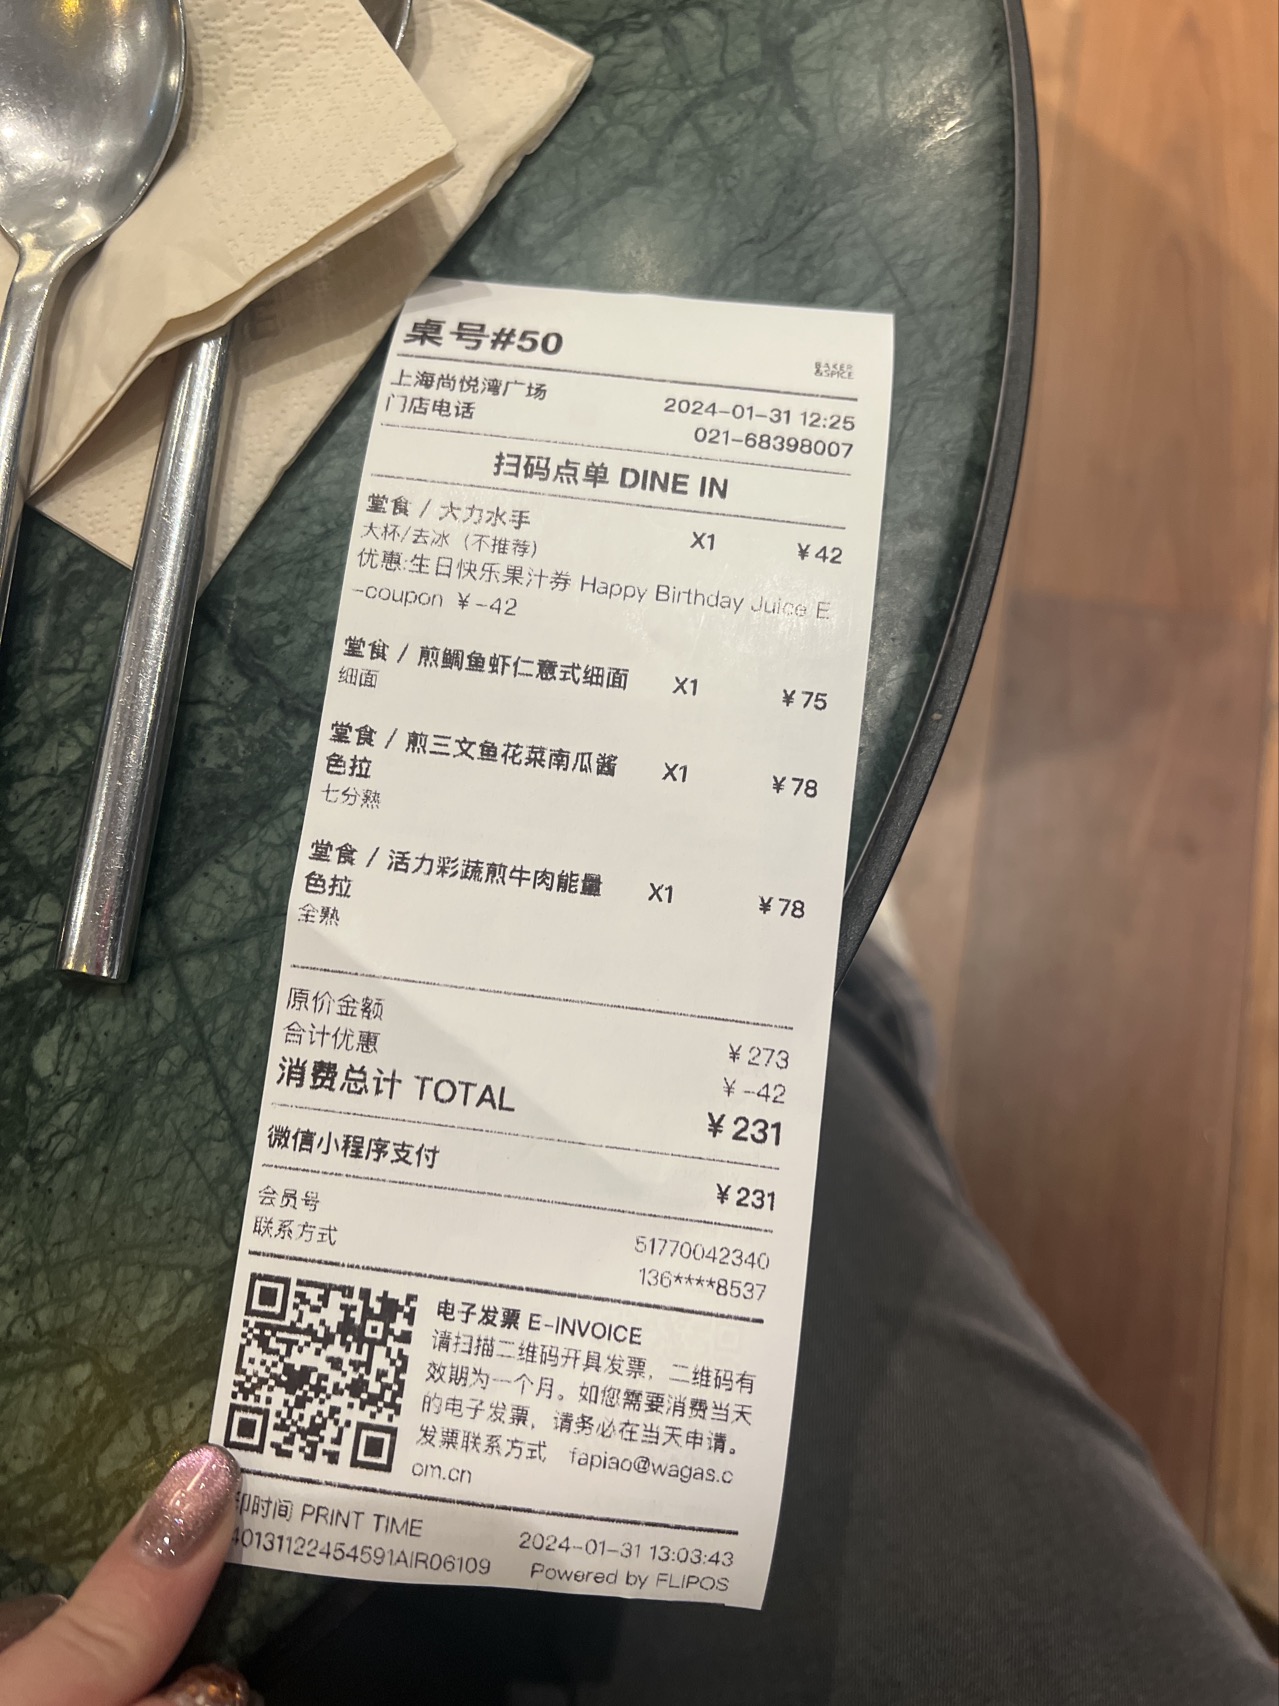 桌号#50
BAKER
&SPICE
上海尚悦湾广场 2024-01-31 12:25
门店电话 021-68398007
扫码点单 DINE IN
堂食 / 大力水手 X1 ¥42
大杯/去冰（不推荐）
优惠:生日快乐果汁券 Happy Birthday Juice E
-coupon ¥-42
堂食 / 煎鲷鱼虾仁意式细面 X1 ¥75
细面
堂食 / 煎三文鱼花菜南瓜酱 X1 ¥78
色拉
七分熟
堂食 / 活力彩蔬煎牛肉能量 X1 ¥78
色拉
全熟
原价金额 ¥273
合计优惠 ¥-42
消费总计 TOTAL ¥231
微信小程序支付 ¥231
会员号 51770042340
联系方式 136****8537
电子发票 E-INVOICE
请扫描二维码开具发票，二维码有
效期为一个月。如您需要消费当天
的电子发票，请务必在当天申请。
发票联系方式 fapiao@wagas.c
om.cn
印时间 PRINT TIME 2024-01-31 13:03:43
40131122454591AIR06109 Powered by FLIPOS